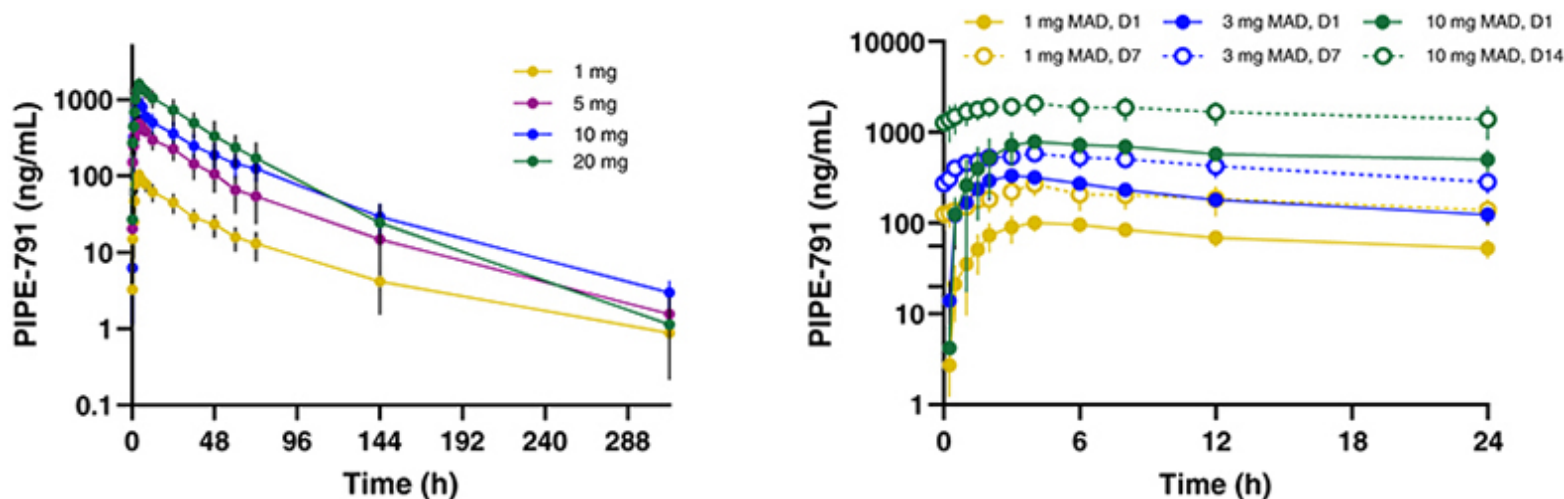 PIPE-791 (ng/mL)
1000
100
10
1
0.1
0 48 96 144 192 240 288
Time (h)
1 mg
5 mg
10 mg
20 mg
1 mg MAD, D1 3 mg MAD, D1 10 mg MAD, D1
1 mg MAD, D7 3 mg MAD, D7 10 mg MAD, D14
PIPE-791 (ng/mL)
10000
1000
100
10
1
0 6 12 18 24
Time (h)